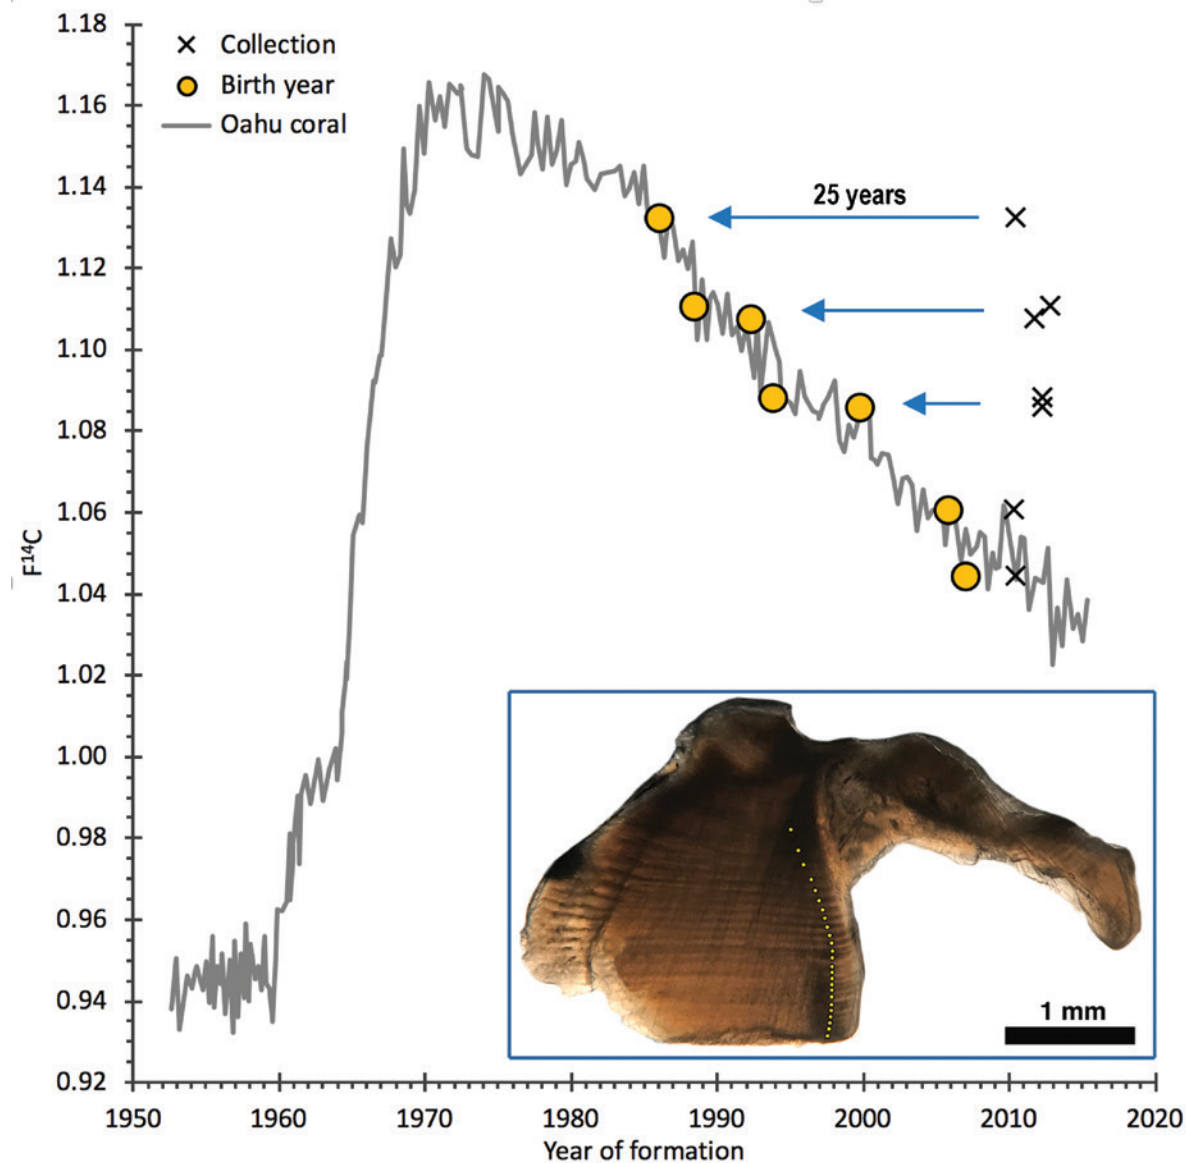 1.18
1.16
1.14
1.12
1.10
1.08
1.06
1.04
1.02
1.00
0.98
0.96
0.94
0.92
F¹⁴C
Collection
Birth year
Oahu coral
25 years
1 mm
1950 1960 1970 1980 1990 2000 2010 2020
Year of formation